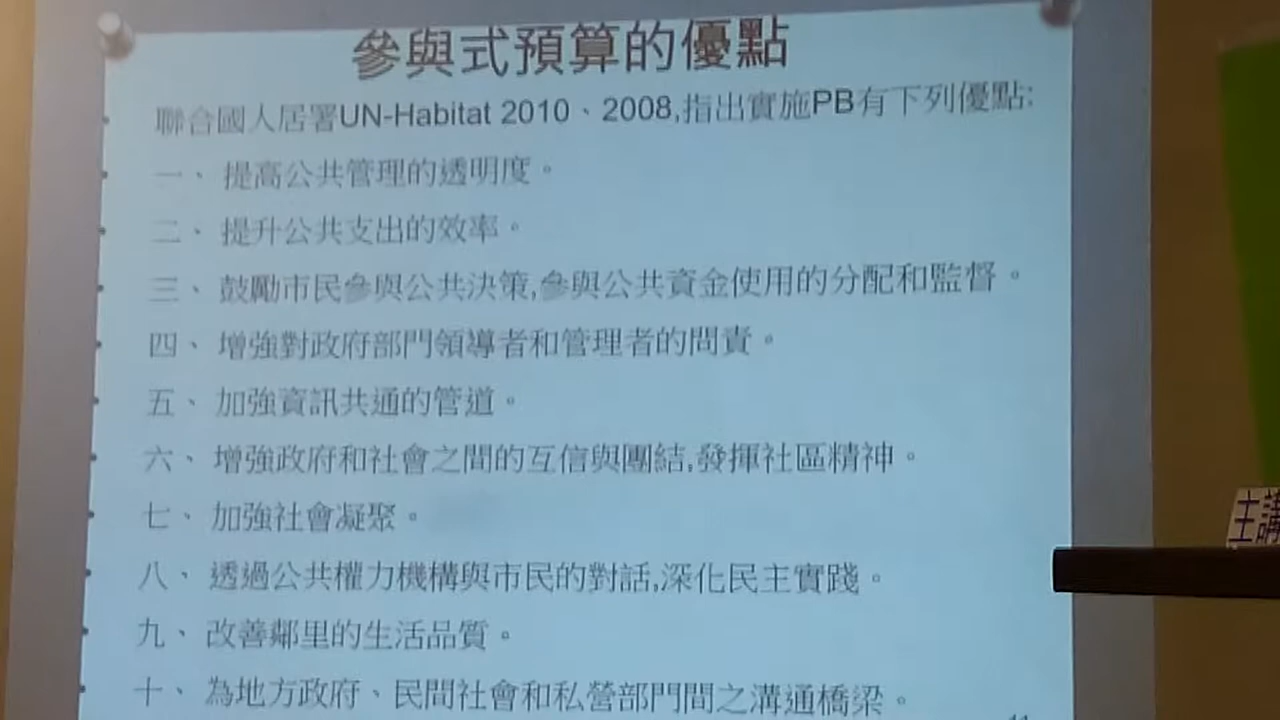 參與式預算的優點
聯合國人居署UN-Habitat 2010、2008,指出實施PB有下列優點:
一、 提高公共管理的透明度。
二、 提升公共支出的效率。
三、 鼓勵市民參與公共決策,參與公共資金使用的分配和監督。
四、 增強對政府部門領導者和管理者的問責。
五、 加強資訊共通的管道。
六、 增強政府和社會之間的互信與團結,發揮社區精神。
七、 加強社會凝聚。
八、 透過公共權力機構與市民的對話,深化民主實踐。
九、 改善鄰里的生活品質。
十、 為地方政府、民間社會和私營部門間之溝通橋梁。
主講